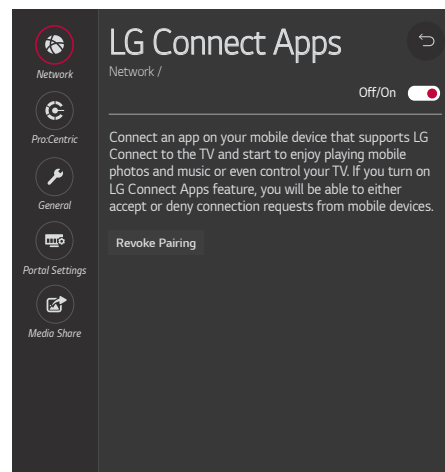 LG Connect Apps
Network /
Off/On
Connect an app on your mobile device that supports LG
Connect to the TV and start to enjoy playing mobile
photos and music or even control your TV. If you turn on
LG Connect Apps feature, you will be able to either
accept or deny connection requests from mobile devices.
Revoke Pairing
Network
Pro:Centric
General
Portal Settings
Media Share